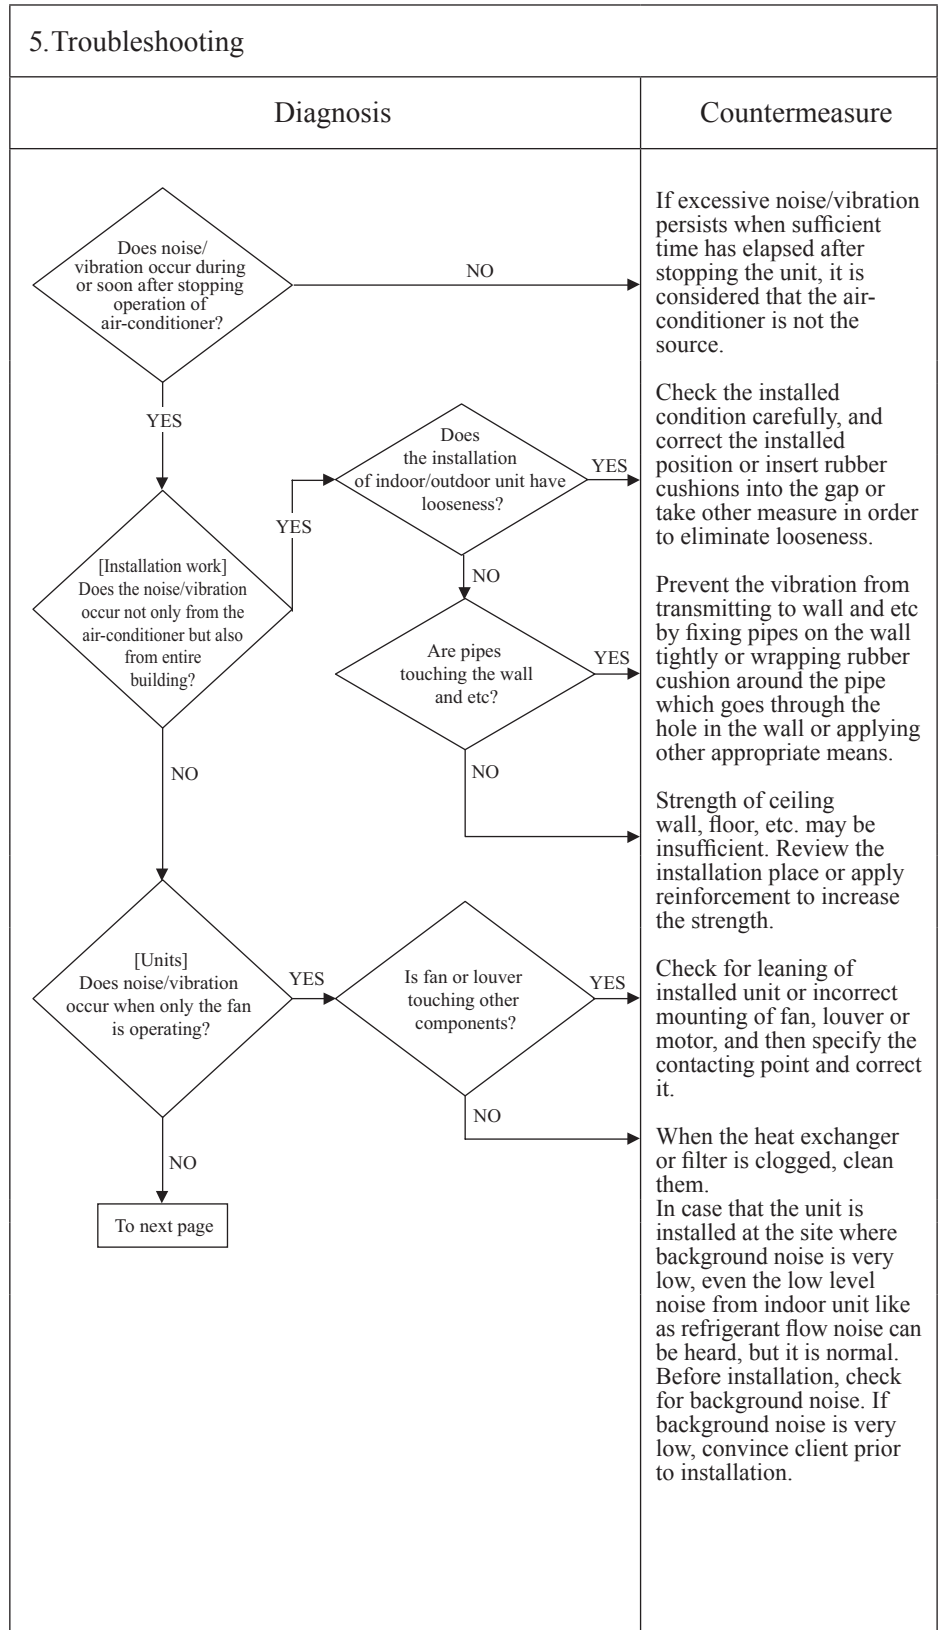 5.Troubleshooting
Diagnosis
Countermeasure
Does noise/
vibration occur during
or soon after stopping
operation of
air-conditioner?
NO
If excessive noise/vibration
persists when sufficient
time has elapsed after
stopping the unit, it is
considered that the air-
conditioner is not the
source.
YES
Does
the installation
of indoor/outdoor unit have
looseness?
YES
Check the installed
condition carefully, and
correct the installed
position or insert rubber
cushions into the gap or
take other measure in order
to eliminate looseness.
YES
[Installation work]
Does the noise/vibration
occur not only from the
air-conditioner but also
from entire
building?
NO
Are pipes
touching the wall
and etc?
YES
Prevent the vibration from
transmitting to wall and etc
by fixing pipes on the wall
tightly or wrapping rubber
cushion around the pipe
which goes through the
hole in the wall or applying
other appropriate means.
NO
NO
Strength of ceiling
wall, floor, etc. may be
insufficient. Review the
installation place or apply
reinforcement to increase
the strength.
[Units]
Does noise/vibration
occur when only the fan
is operating?
YES
Is fan or louver
touching other
components?
YES
Check for leaning of
installed unit or incorrect
mounting of fan, louver or
motor, and then specify the
contacting point and correct
it.
NO
NO
To next page
When the heat exchanger
or filter is clogged, clean
them.
In case that the unit is
installed at the site where
background noise is very
low, even the low level
noise from indoor unit like
as refrigerant flow noise can
be heard, but it is normal.
Before installation, check
for background noise. If
background noise is very
low, convince client prior
to installation.